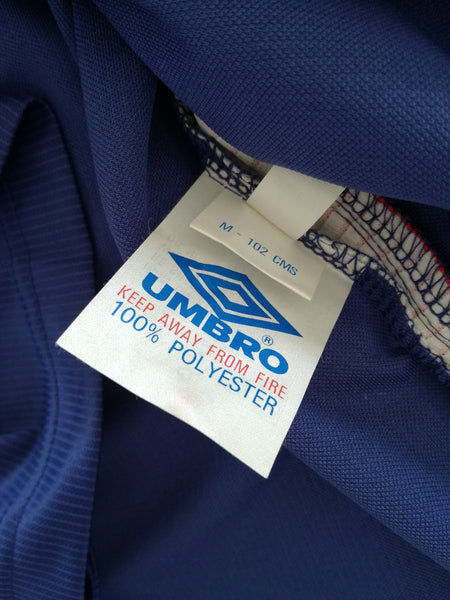 M - 102 CMS
UMBRO®
KEEP AWAY FROM FIRE
100% POLYESTER